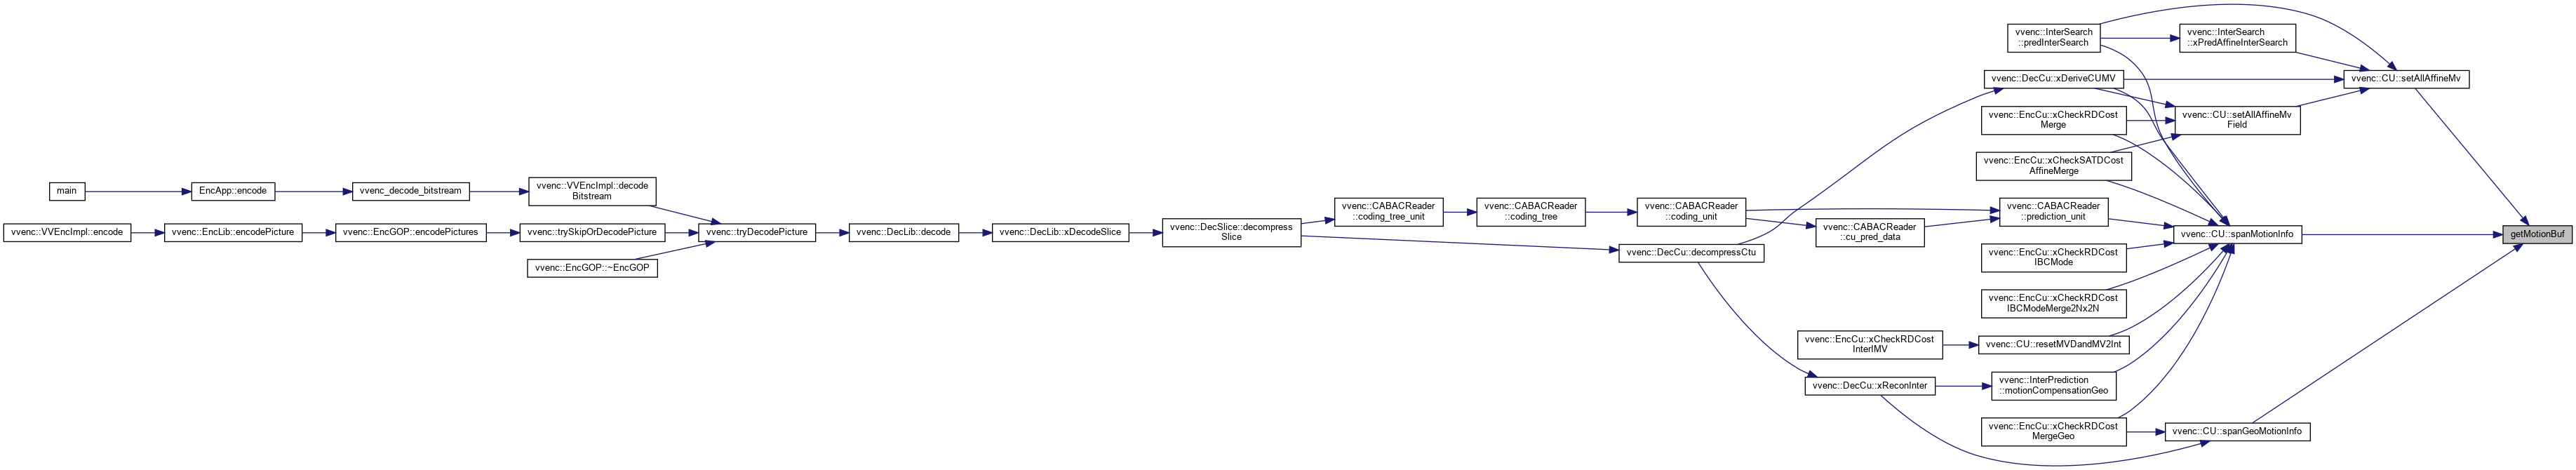 main
vvenc::VVEncImpl::encode
EncApp::encode
vvenc::EncLib::encodePicture
vvenc_decode_bitstream
vvenc::EncGOP::encodePictures
vvenc::VVEncImpl::decode
Bitstream
vvenc::trySkipOrDecodePicture
vvenc::EncGOP::~EncGOP
vvenc::tryDecodePicture
vvenc::DecLib::decode
vvenc::DecLib::xDecodeSlice
vvenc::DecSlice::decompress
Slice
vvenc::CABACReader
::coding_tree_unit
vvenc::CABACReader
::coding_tree
vvenc::CABACReader
::coding_unit
vvenc::DecCu::decompressCtu
vvenc::CABACReader
::cu_pred_data
vvenc::EncCu::xCheckRDCost
InterIMV
vvenc::DecCu::xReconInter
vvenc::InterSearch
::predInterSearch
vvenc::DecCu::xDeriveCUMV
vvenc::EncCu::xCheckRDCost
Merge
vvenc::EncCu::xCheckSATDCost
AffineMerge
vvenc::CABACReader
::prediction_unit
vvenc::EncCu::xCheckRDCost
IBCMode
vvenc::EncCu::xCheckRDCost
IBCModeMerge2Nx2N
vvenc::CU::resetMVDandMV2Int
vvenc::InterPrediction
::motionCompensationGeo
vvenc::EncCu::xCheckRDCost
MergeGeo
vvenc::InterSearch
::xPredAffineInterSearch
vvenc::CU::setAllAffineMv
Field
vvenc::CU::spanMotionInfo
vvenc::CU::spanGeoMotionInfo
vvenc::CU::setAllAffineMv
getMotionBuf